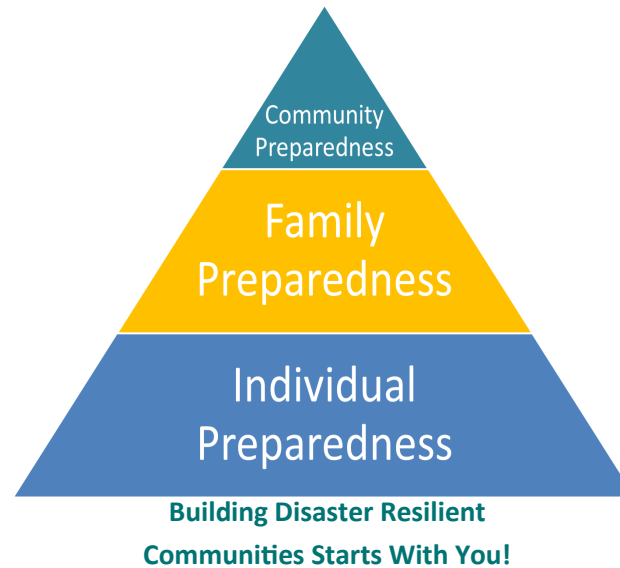 Community
Preparedness
Family
Preparedness
Individual
Preparedness
Building Disaster Resilient
Communities Starts With You!